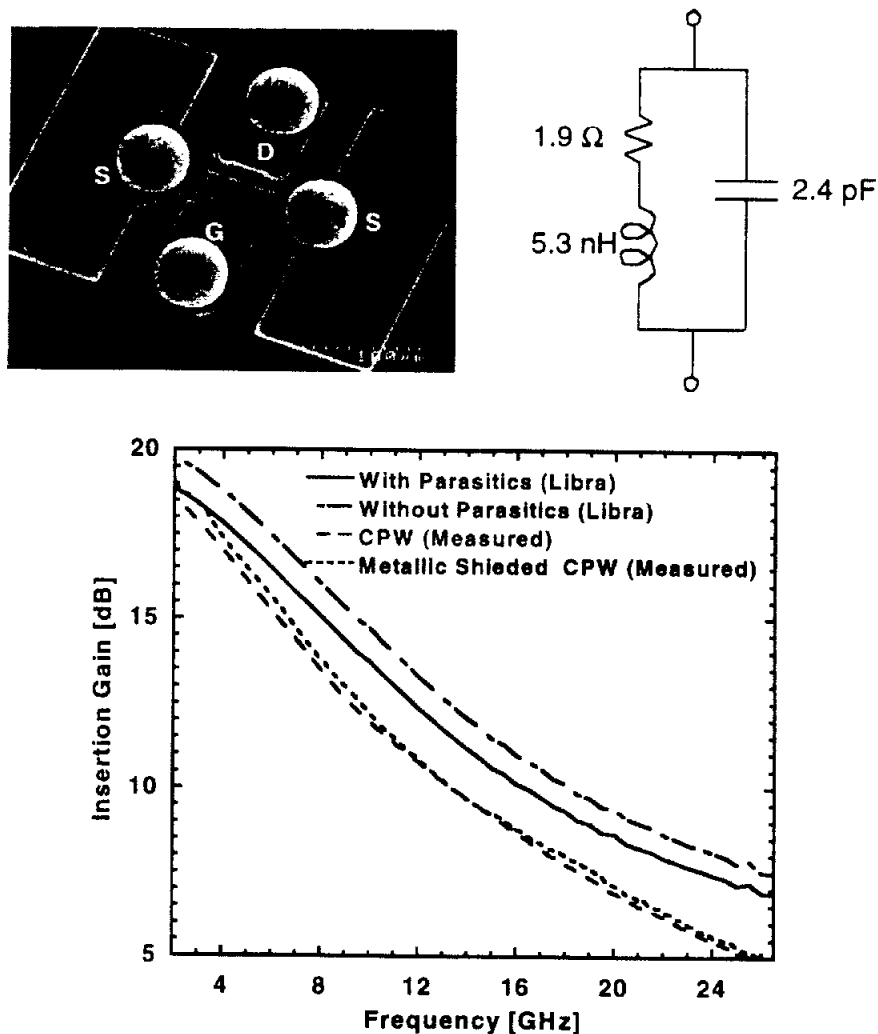 D
S
G
S
1.9 Ω
5.3 nH
2.4 pF
20
15
10
5
Insertion Gain [dB]
With Parasitics (Libra)
Without Parasitics (Libra)
CPW (Measured)
Metallic Shieded CPW (Measured)
4 8 12 16 20 24
Frequency [GHz]